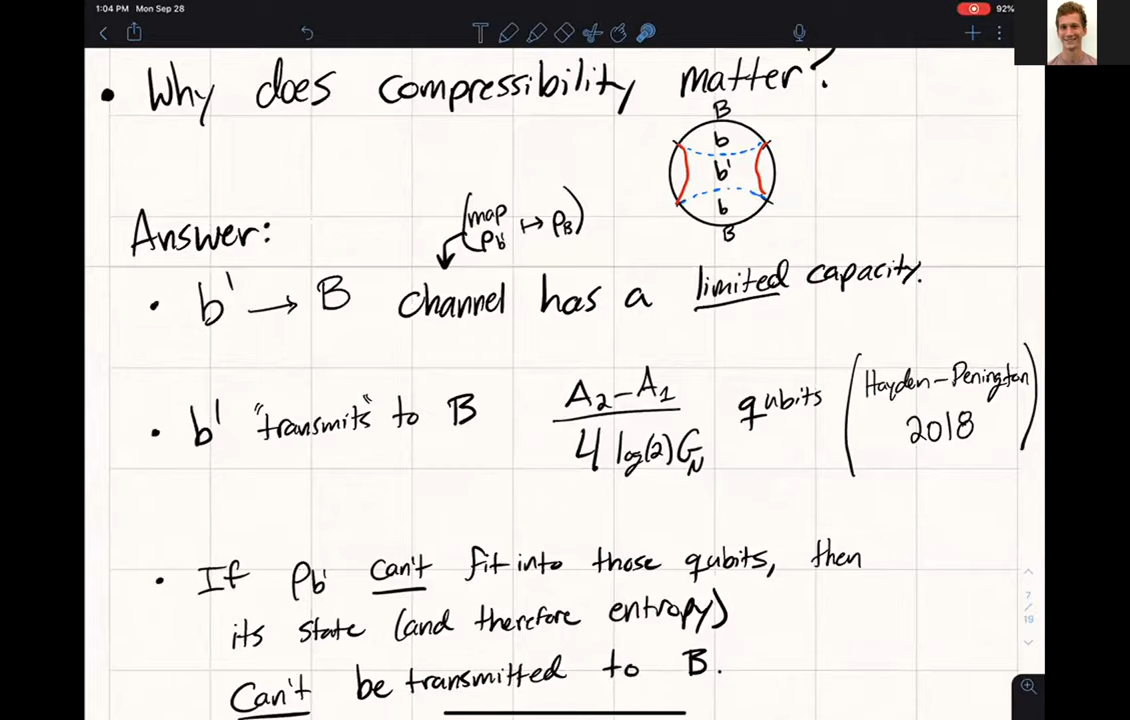 1:04 PM Mon Sep 28
92%
• Why does compressibility matter?
B
b
b'
b
B
Answer:
(map ρb' ↦ ρB)
• b' → B channel has a limited capacity.
• b' "transmits" to B (A2 − A1) / (4 log(2) GN) qubits (Hayden-Penington 2018)
• If ρb' can't fit into those qubits, then
its state (and therefore entropy)
can't be transmitted to B.
7
/
19